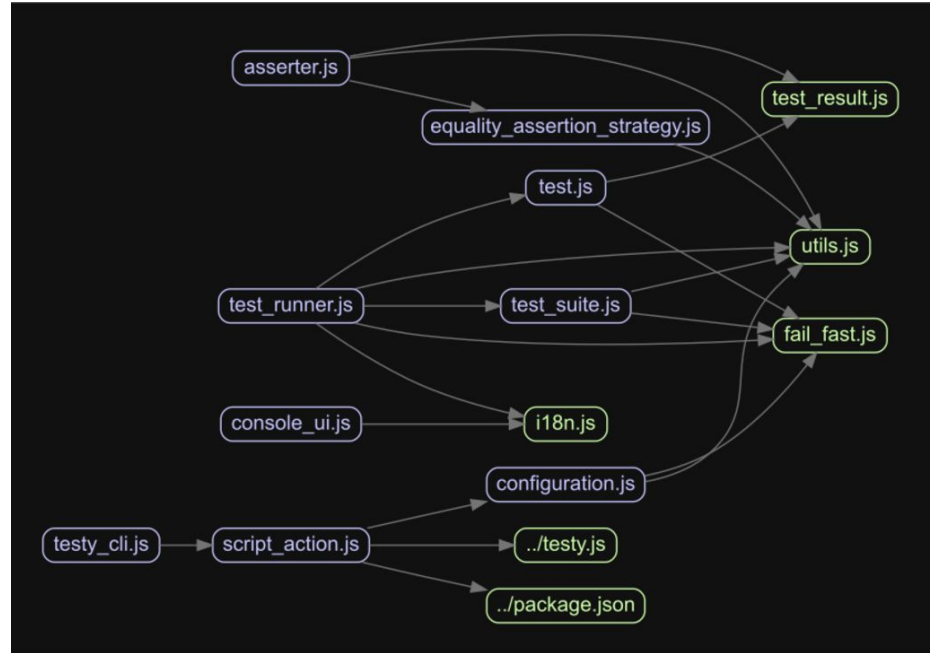 asserter.js
test_result.js
equality_assertion_strategy.js
test.js
utils.js
test_runner.js
test_suite.js
fail_fast.js
console_ui.js
i18n.js
configuration.js
testy_cli.js
script_action.js
../testy.js
../package.json